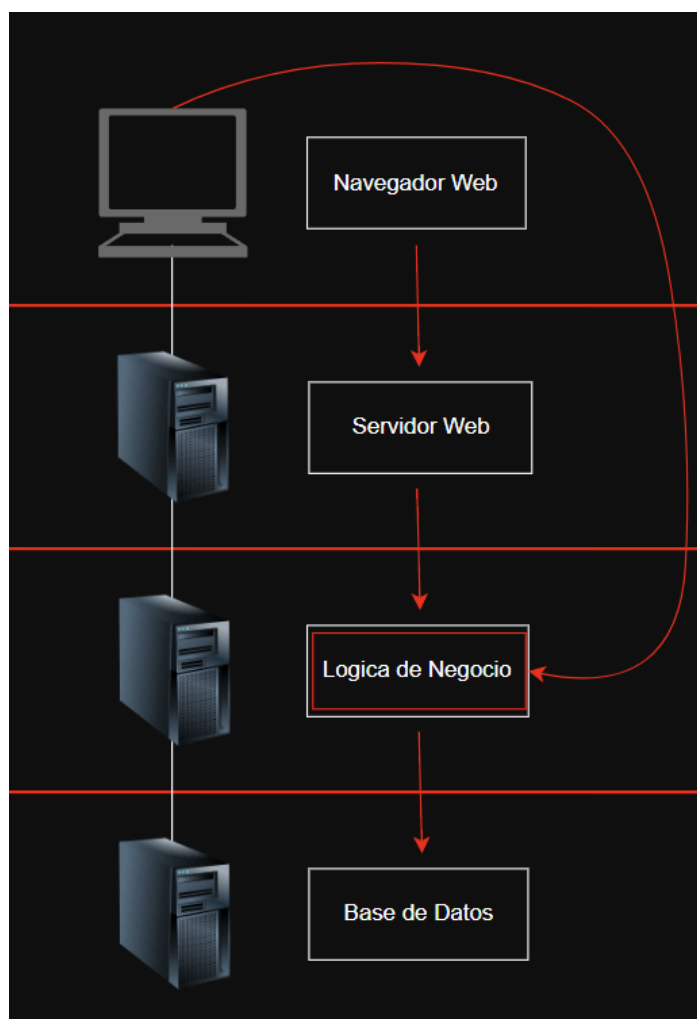 Navegador Web
Servidor Web
Logica de Negocio
Base de Datos